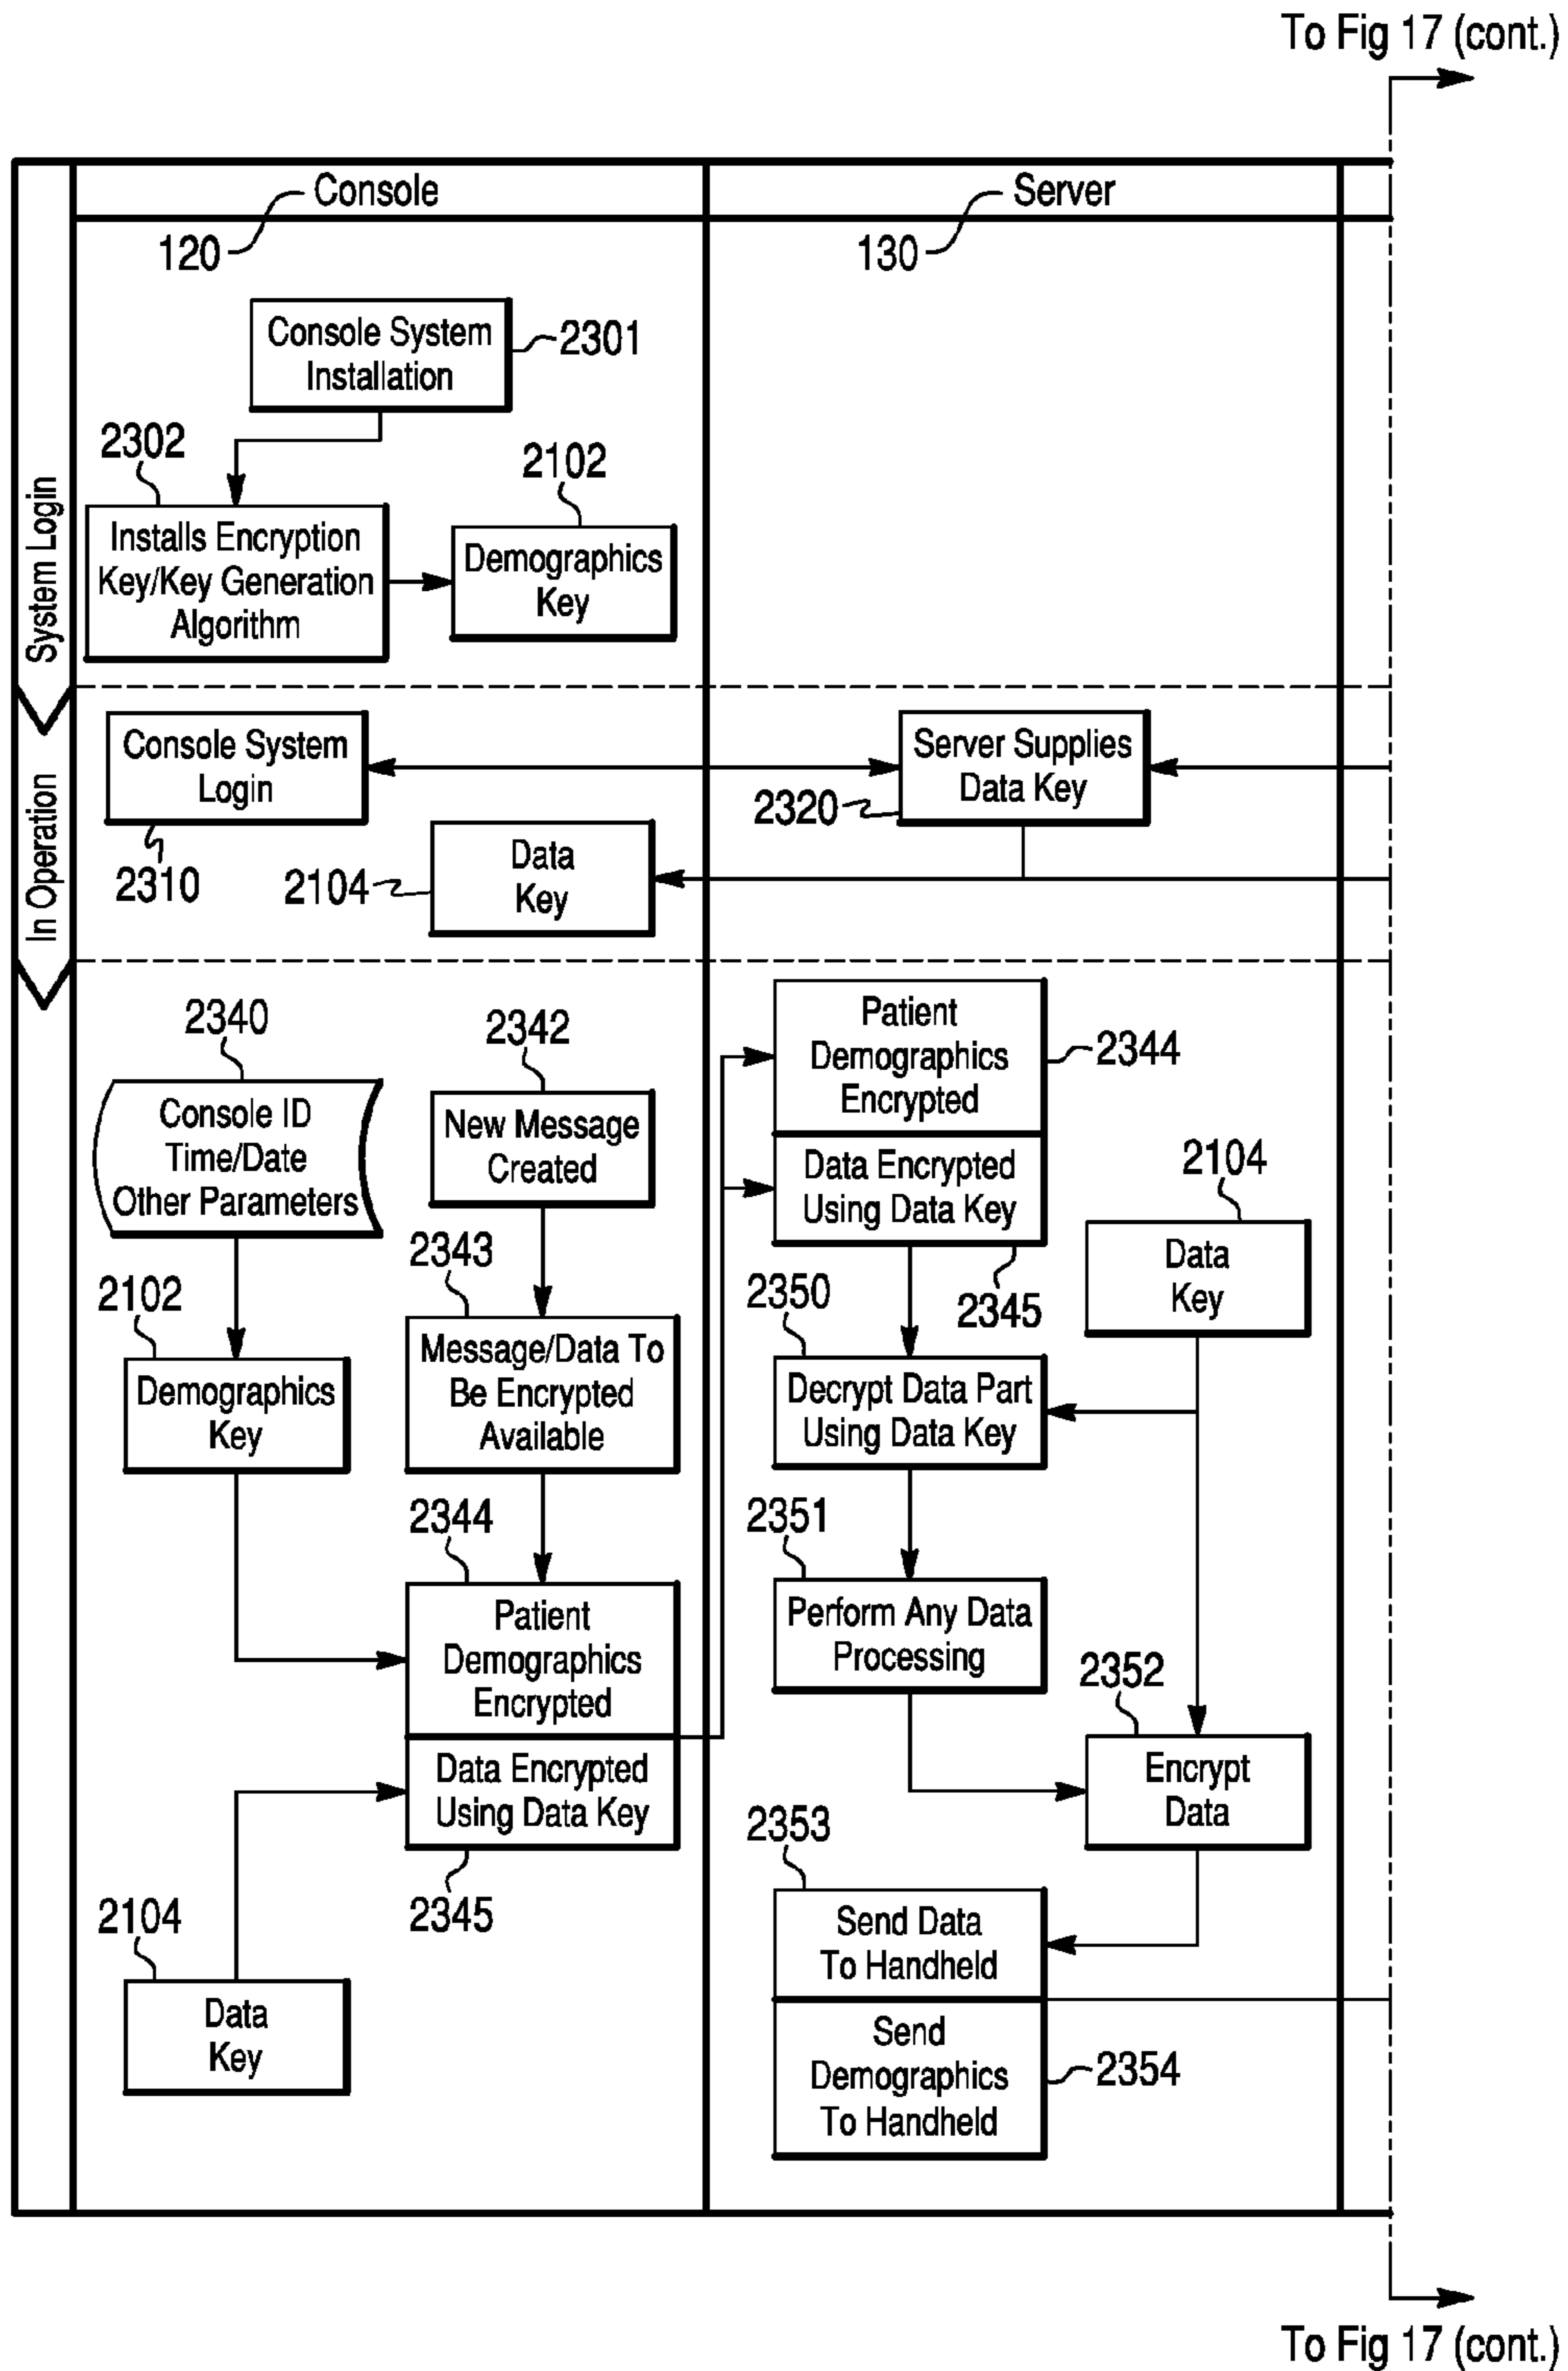 To Fig 17 (cont.)
Console
Server
120
130
System Login
Console System
Installation
2301
2302
Installs Encryption
Key/Key Generation
Algorithm
2102
Demographics
Key
In Operation
Console System
Login
2310
Server Supplies
Data Key
2320
Data
Key
2104
2340
Console ID
Time/Date
Other Parameters
2342
New Message
Created
Patient
Demographics
Encrypted
2344
Data Encrypted
Using Data Key
2345
2104
Data
Key
2102
Demographics
Key
2343
Message/Data To
Be Encrypted
Available
2350
Decrypt Data Part
Using Data Key
2344
Patient
Demographics
Encrypted
Data Encrypted
Using Data Key
2345
2351
Perform Any Data
Processing
2352
Encrypt
Data
2104
Data
Key
2353
Send Data
To Handheld
Send
Demographics
To Handheld
2354
To Fig 17 (cont.)